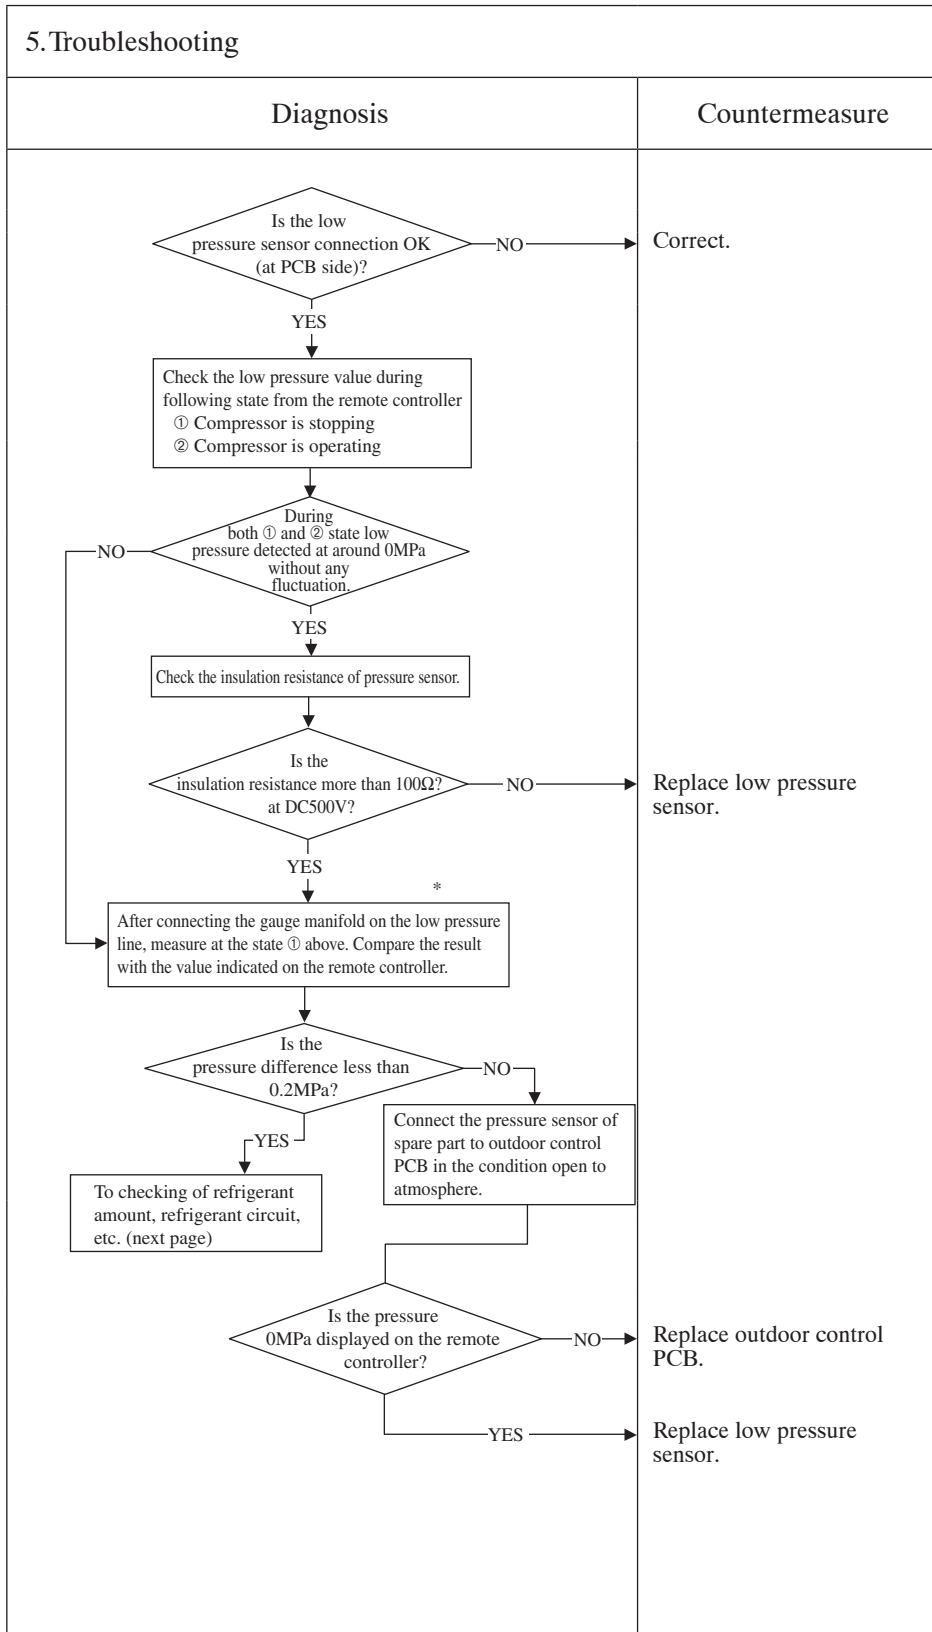 5.Troubleshooting
Diagnosis
Countermeasure
Is the low
pressure sensor connection OK
(at PCB side)?
NO
Correct.
YES
Check the low pressure value during
following state from the remote controller
① Compressor is stopping
② Compressor is operating
During
both ① and ② state low
pressure detected at around 0MPa
without any
fluctuation.
NO
YES
Check the insulation resistance of pressure sensor.
Is the
insulation resistance more than 100Ω?
at DC500V?
NO
Replace low pressure
sensor.
YES
*
After connecting the gauge manifold on the low pressure
line, measure at the state ① above. Compare the result
with the value indicated on the remote controller.
Is the
pressure difference less than
0.2MPa?
NO
YES
Connect the pressure sensor of
spare part to outdoor control
PCB in the condition open to
atmosphere.
To checking of refrigerant
amount, refrigerant circuit,
etc. (next page)
Is the pressure
0MPa displayed on the remote
controller?
NO
Replace outdoor control
PCB.
YES
Replace low pressure
sensor.